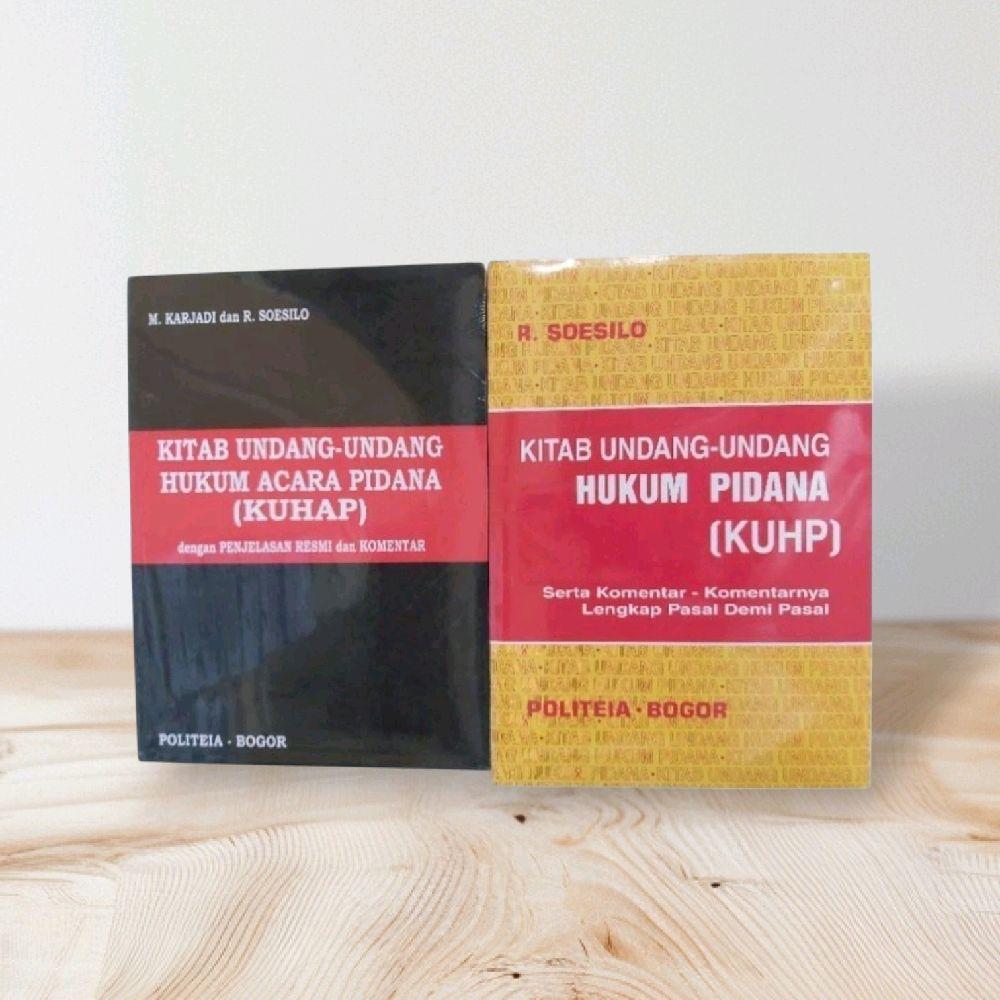 M. KARJADI dan R. SOESILO
KITAB UNDANG-UNDANG
HUKUM ACARA PIDANA
(KUHAP)
dengan PENJELASAN RESMI dan KOMENTAR
POLITEIA - BOGOR
R. SOESILO
KITAB UNDANG-UNDANG
HUKUM PIDANA
(KUHP)
Serta Komentar - Komentarnya
Lengkap Pasal Demi Pasal
POLITEIA - BOGOR